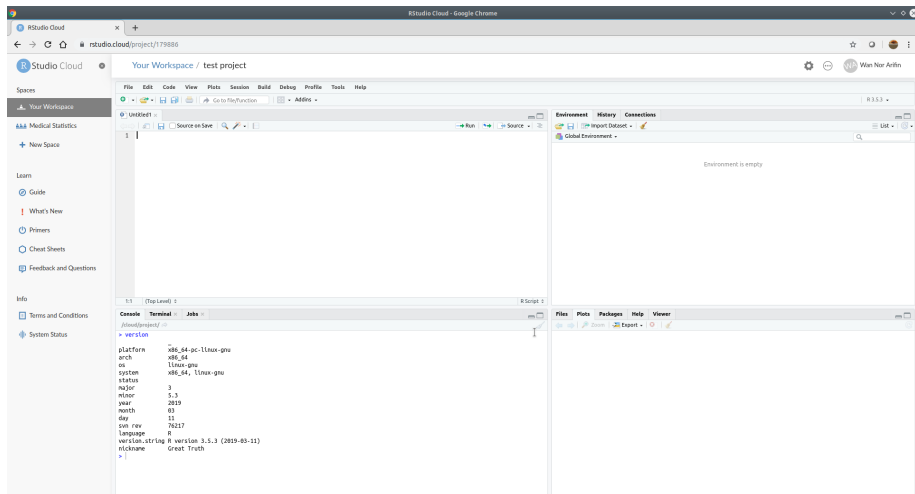 RStudio Cloud - Google Chrome
RStudio Cloud
rstudio.cloud/project/179886
R Studio Cloud
Your Workspace / test project
Wan Nor Arifin
Spaces
Your Workspace
Medical Statistics
New Space
Learn
Guide
What's New
Primers
Cheat Sheets
Feedback and Questions
Info
Terms and Conditions
System Status
File Edit Code View Plots Session Build Debug Profile Tools Help
Go to file/function Addins R 3.5.3
Untitled1
Source on Save Run Source
1
1:1 (Top Level) R Script
Environment History Connections
Import Dataset List
Global Environment
Environment is empty
Console Terminal Jobs
/cloud/project/
> version
_
platform x86_64-pc-linux-gnu
arch x86_64
os linux-gnu
system x86_64, linux-gnu
status
major 3
minor 5.3
year 2019
month 03
day 11
svn rev 76217
language R
version.string R version 3.5.3 (2019-03-11)
nickname Great Truth
>
Files Plots Packages Help Viewer
Zoom Export